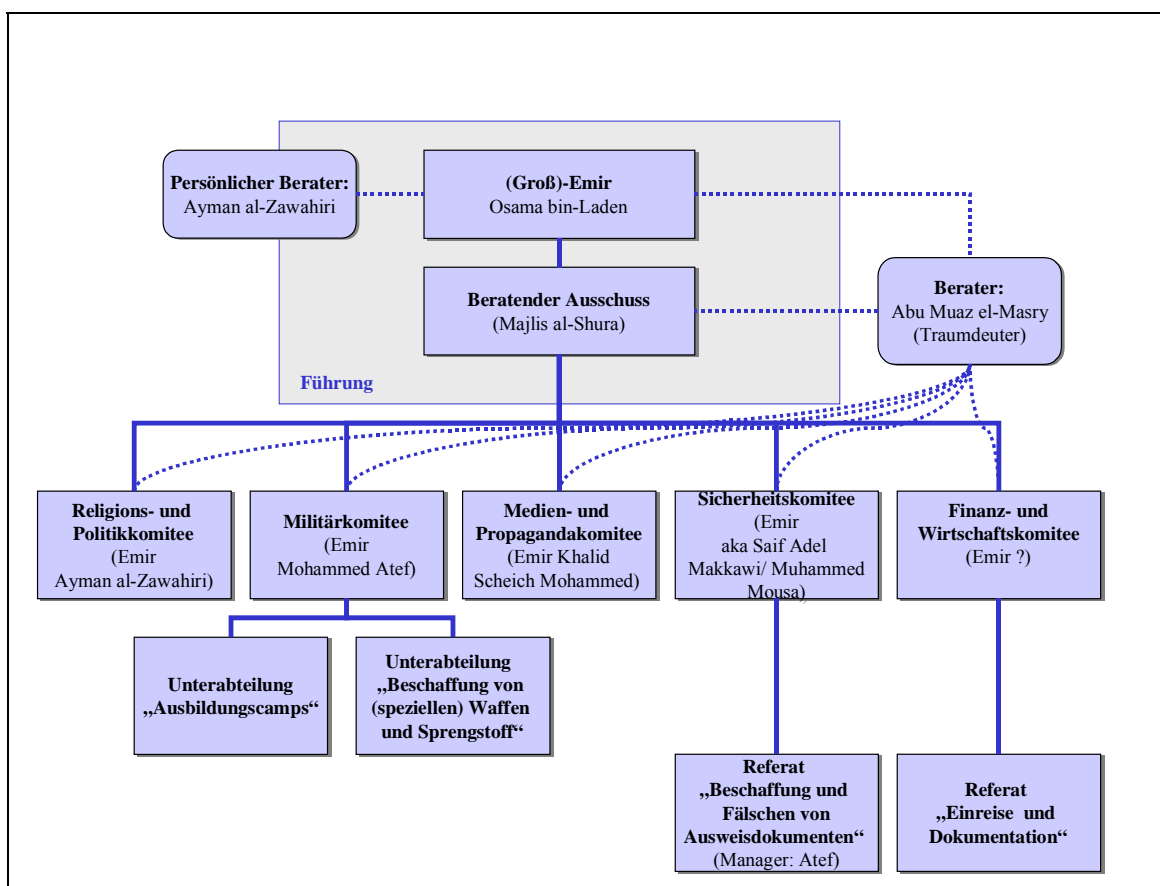 Persönlicher Berater:
Ayman al-Zawahiri
(Groß)-Emir
Osama bin-Laden
Beratender Ausschuss
(Majlis al-Shura)
Berater:
Abu Muaz el-Masry
(Traumdeuter)
Führung
Religions- und
Politikkomitee
(Emir
Ayman al-Zawahiri)
Militärkomitee
(Emir
Mohammed Atef)
Medien- und
Propagandakomitee
(Emir Khalid
Scheich Mohammed)
Sicherheitskomitee
(Emir
aka Saif Adel
Makkawi/ Muhammed
Mousa)
Finanz- und
Wirtschaftskomitee
(Emir ?)
Unterabteilung
„Ausbildungscamps“
Unterabteilung
„Beschaffung von
(speziellen) Waffen
und Sprengstoff“
Referat
„Beschaffung und
Fälschen von
Ausweisdokumenten“
(Manager: Atef)
Referat
„Einreise und
Dokumentation“